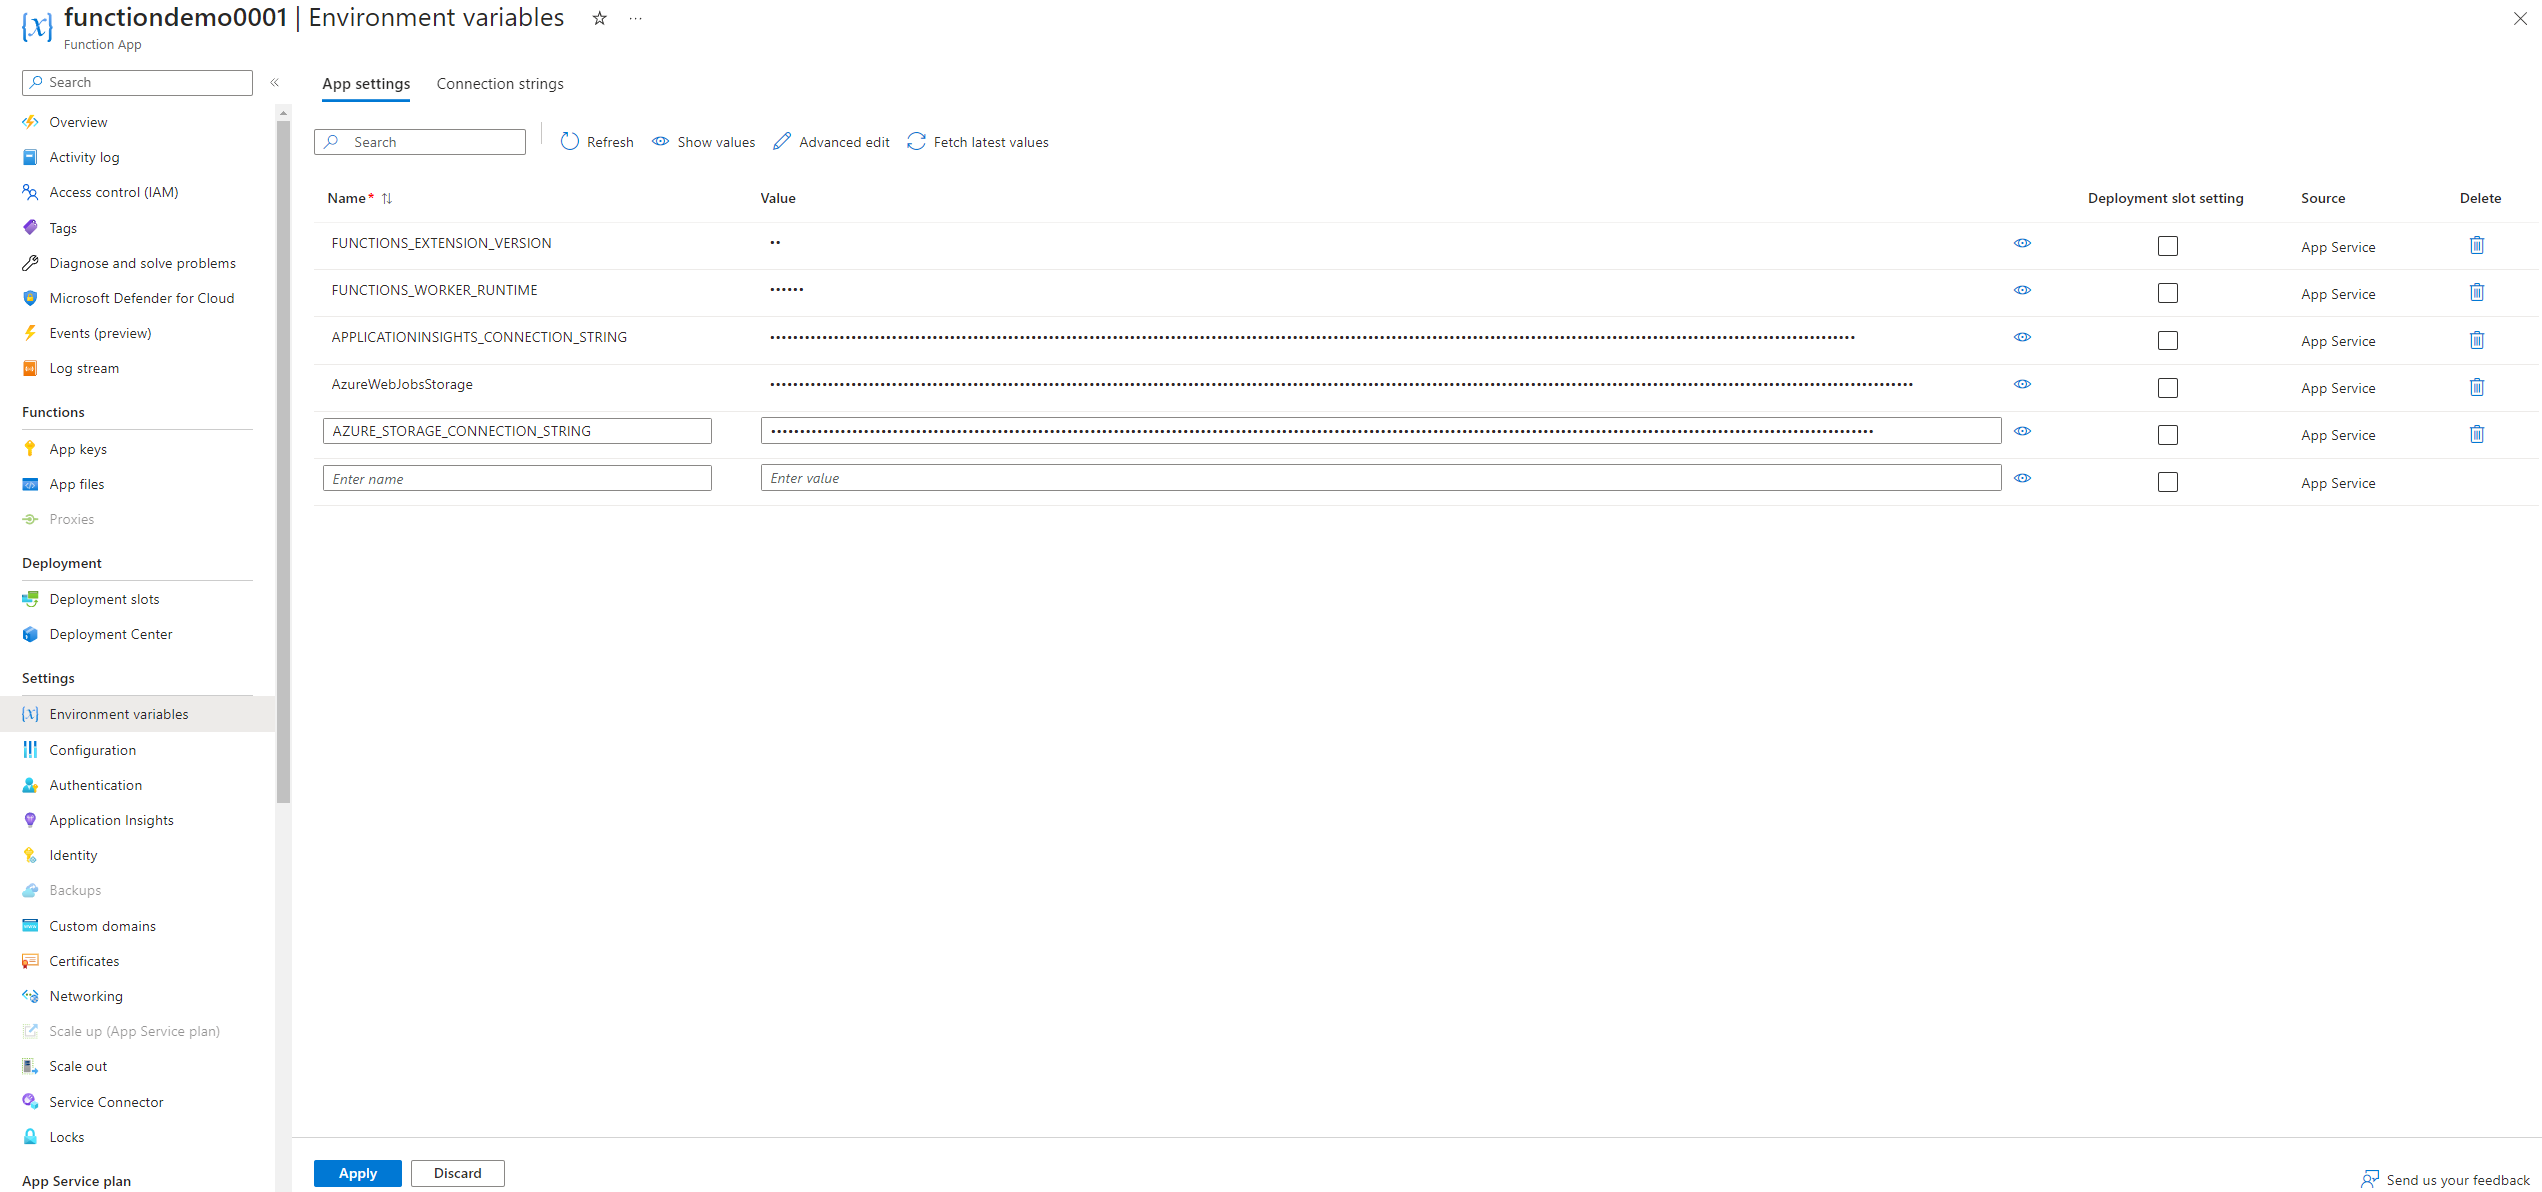 functiondemo0001 | Environment variables
Function App
Search
Overview
Activity log
Access control (IAM)
Tags
Diagnose and solve problems
Microsoft Defender for Cloud
Events (preview)
Log stream
Functions
App keys
App files
Proxies
Deployment
Deployment slots
Deployment Center
Settings
Environment variables
Configuration
Authentication
Application Insights
Identity
Backups
Custom domains
Certificates
Networking
Scale up (App Service plan)
Scale out
Service Connector
Locks
App Service plan
App settings Connection strings
Search Refresh Show values Advanced edit Fetch latest values
Name* Value Deployment slot setting Source Delete
FUNCTIONS_EXTENSION_VERSION App Service
FUNCTIONS_WORKER_RUNTIME App Service
APPLICATIONINSIGHTS_CONNECTION_STRING App Service
AzureWebJobsStorage App Service
AZURE_STORAGE_CONNECTION_STRING App Service
Enter name Enter value App Service
Apply Discard
Send us your feedback